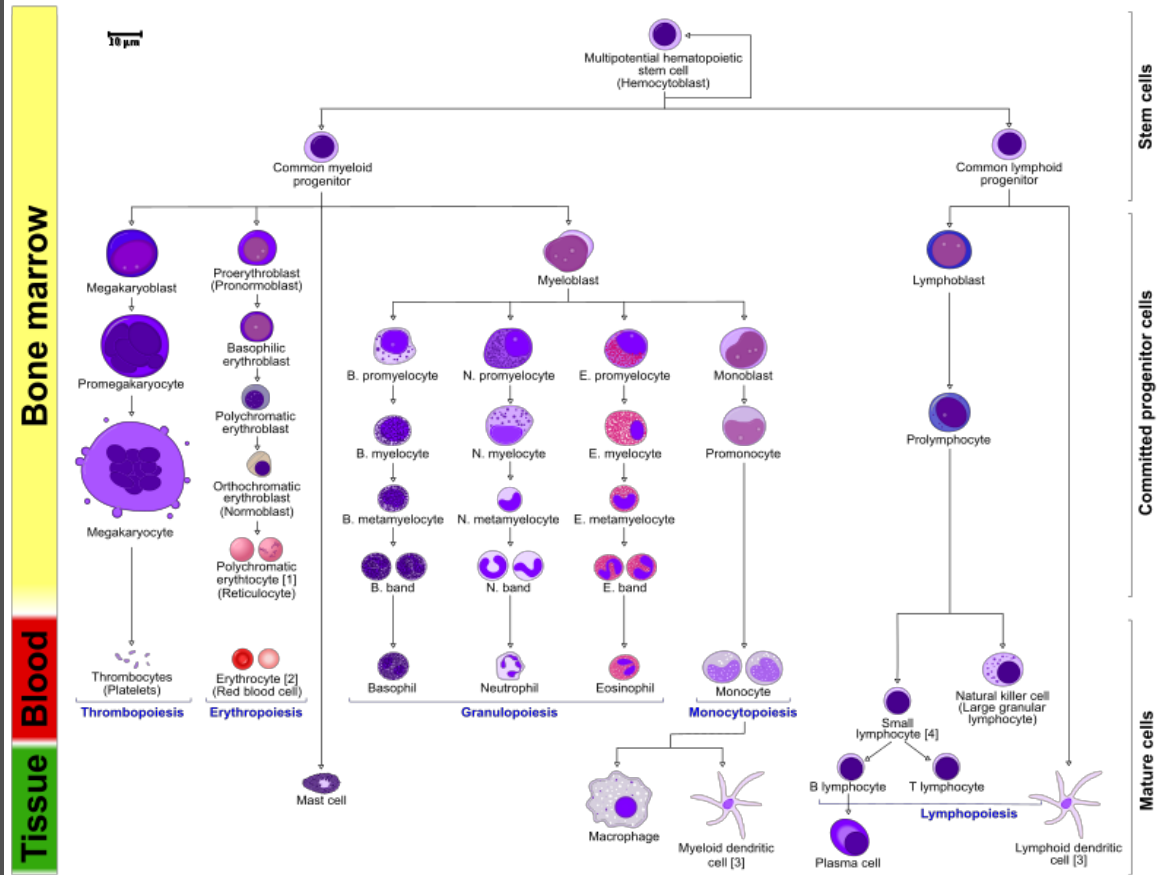 10 µm
Multipotential hematopoietic
stem cell
(Hemocytoblast)
Common myeloid
progenitor
Common lymphoid
progenitor
Megakaryoblast
Proerythroblast
(Pronormoblast)
Myeloblast
Lymphoblast
Promegakaryocyte
Basophilic
erythroblast
B. promyelocyte
N. promyelocyte
E. promyelocyte
Monoblast
Polychromatic
erythroblast
B. myelocyte
N. myelocyte
E. myelocyte
Promonocyte
Prolymphocyte
Megakaryocyte
Orthochromatic
erythroblast
(Normoblast)
B. metamyelocyte
N. metamyelocyte
E. metamyelocyte
Polychromatic
erythtocyte [1]
(Reticulocyte)
B. band
N. band
E. band
Thrombocytes
(Platelets)
Erythrocyte [2]
(Red blood cell)
Basophil
Neutrophil
Eosinophil
Monocyte
Natural killer cell
(Large granular
lymphocyte)
Small
lymphocyte [4]
Thrombopoiesis
Erythropoiesis
Granulopoiesis
Monocytopoiesis
B lymphocyte
T lymphocyte
Lymphopoiesis
Mast cell
Macrophage
Myeloid dendritic
cell [3]
Plasma cell
Lymphoid dendritic
cell [3]
Bone marrow
Blood
Tissue
Stem cells
Committed progenitor cells
Mature cells